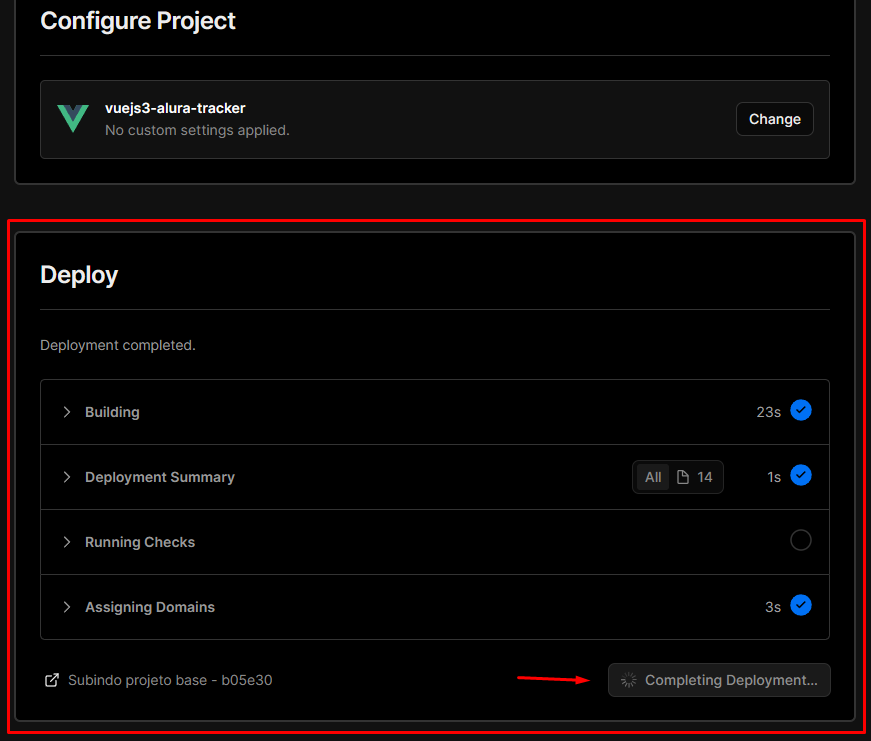 Configure Project
vuejs3-alura-tracker
No custom settings applied.
Change
Deploy
Deployment completed.
Building 23s
Deployment Summary All 14 1s
Running Checks
Assigning Domains 3s
Subindo projeto base - b05e30 Completing Deployment...